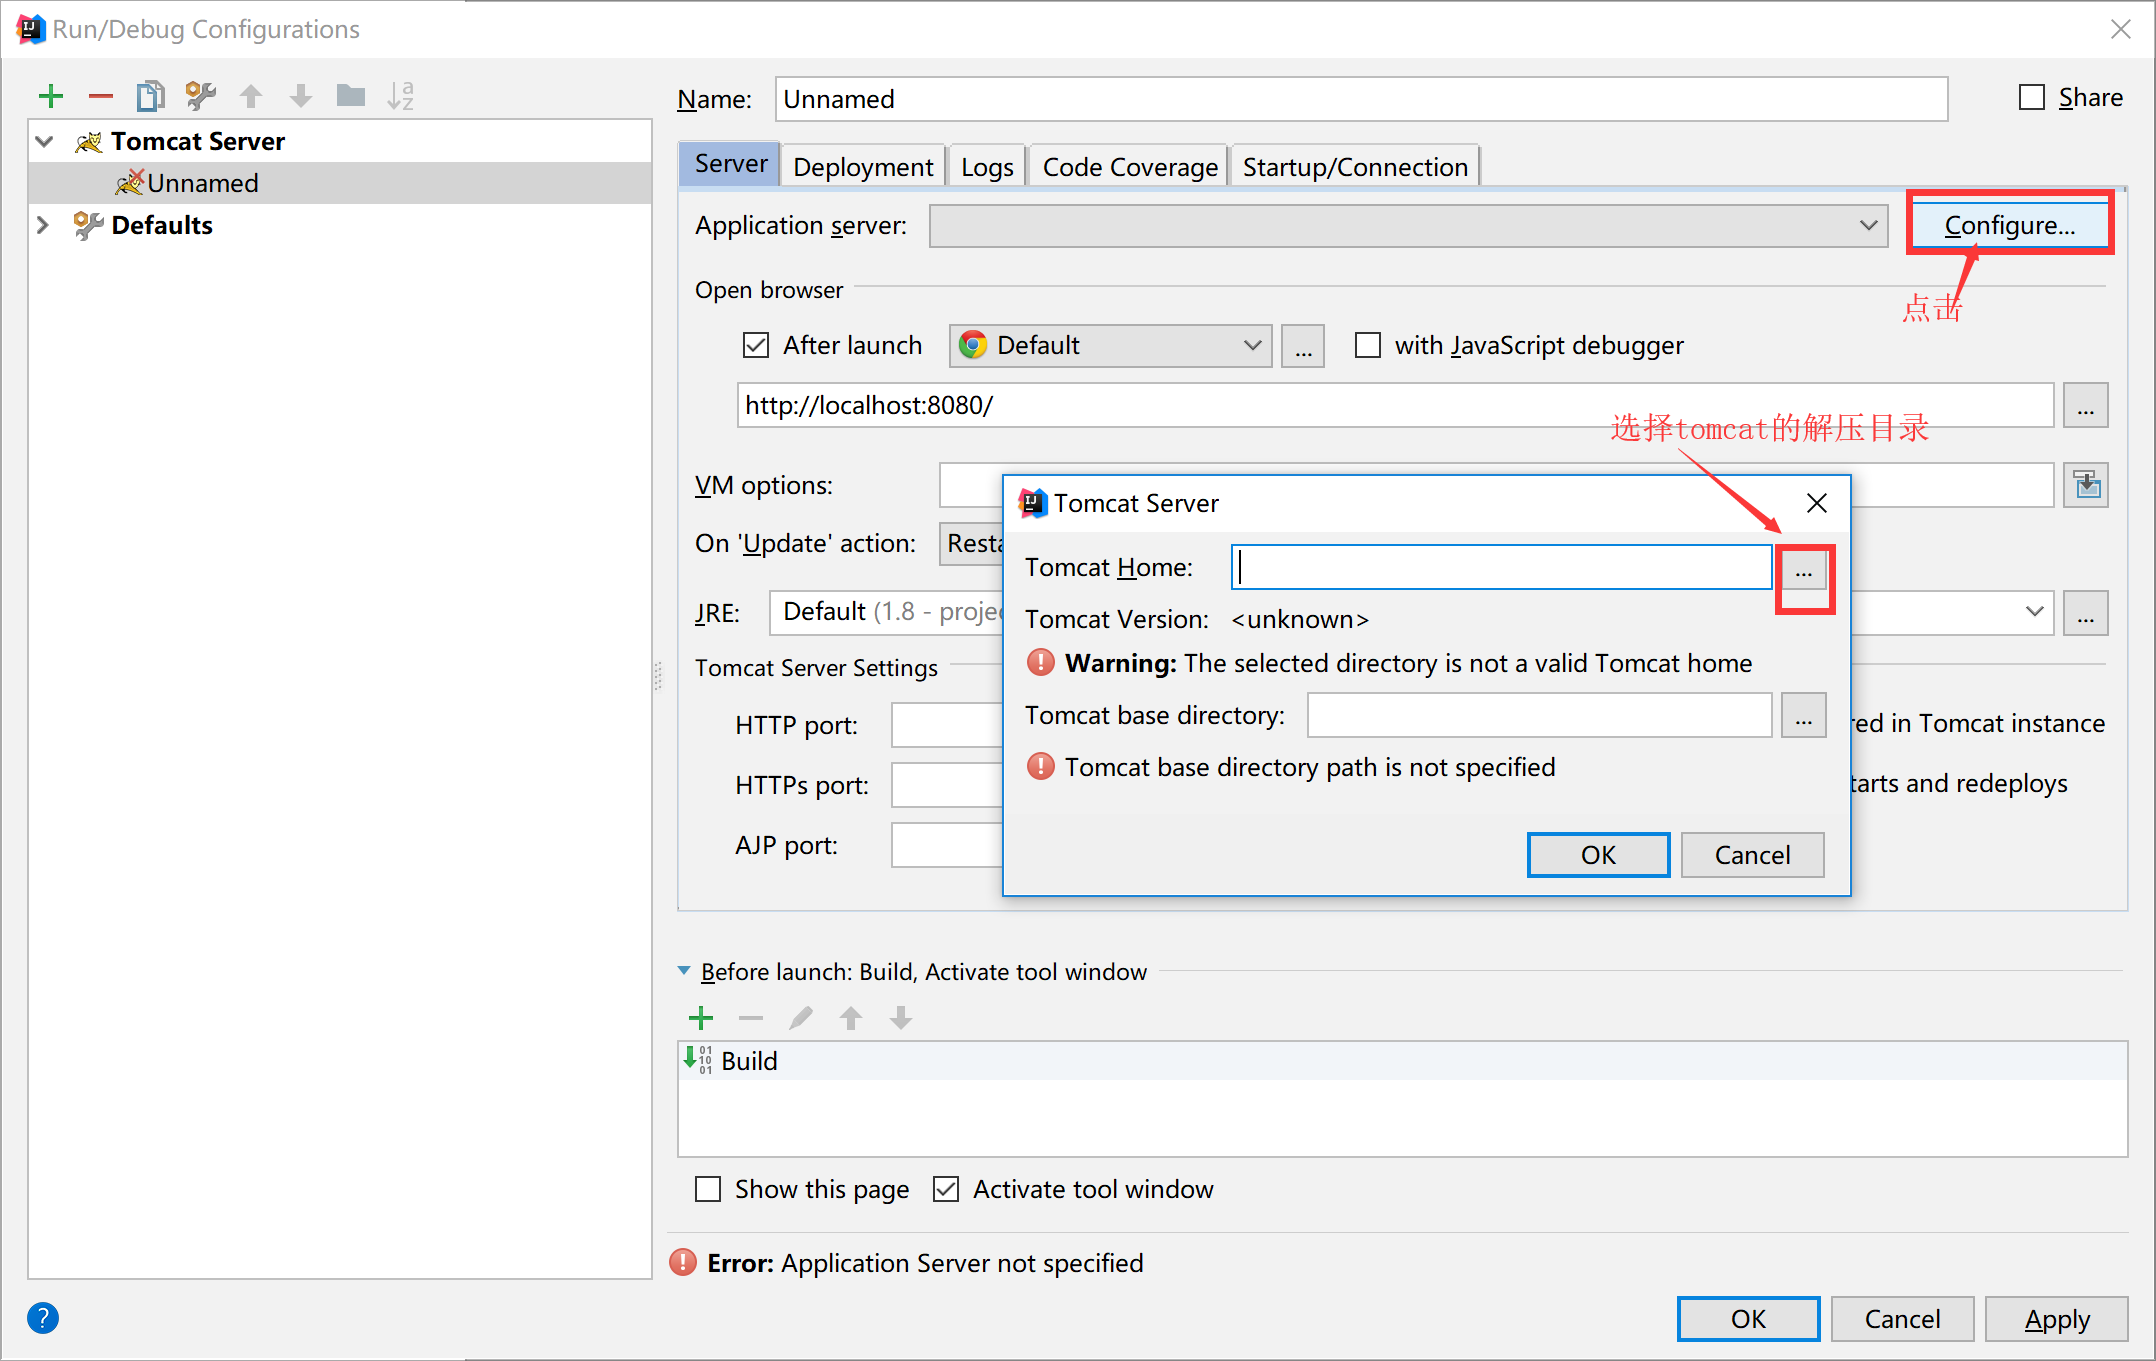 Run/Debug Configurations
Tomcat Server
Unnamed
Defaults
Name: Unnamed
Share
Server Deployment Logs Code Coverage Startup/Connection
Application server:
Configure...
点击
Open browser
After launch Default ... with JavaScript debugger
http://localhost:8080/ ...
选择tomcat的解压目录
VM options:
On 'Update' action: Resta
JRE: Default (1.8 - projec ...
Tomcat Server Settings
HTTP port: red in Tomcat instance
HTTPs port: tarts and redeploys
AJP port:
Tomcat Server
Tomcat Home: ...
Tomcat Version: <unknown>
Warning: The selected directory is not a valid Tomcat home
Tomcat base directory: ...
Tomcat base directory path is not specified
OK Cancel
Before launch: Build, Activate tool window
Build
Show this page Activate tool window
Error: Application Server not specified
OK Cancel Apply